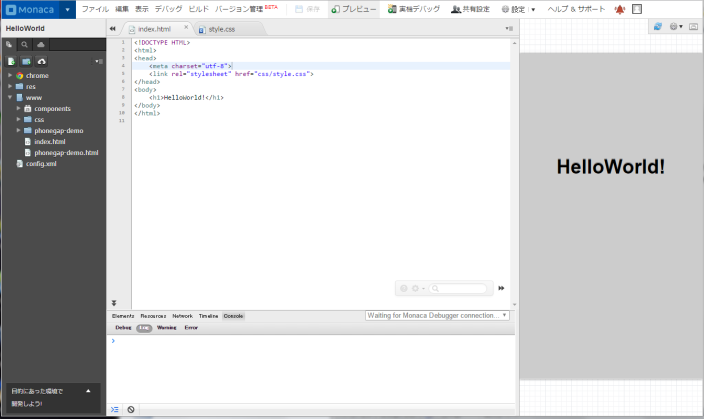 Monaca ▼ ファイル 編集 表示 デバッグ ビルド バージョン管理 BETA 保存 プレビュー 実機デバッグ 共有設定 設定 ▼ ヘルプ & サポート
HelloWorld
index.html × style.css
chrome
res
www
components
css
phonegap-demo
index.html
phonegap-demo.html
config.xml
1 <!DOCTYPE HTML>
2 <html>
3 <head>
4 <meta charset="utf-8">
5 <link rel="stylesheet" href="css/style.css">
6 </head>
7 <body>
8 <h1>HelloWorld!</h1>
9 </body>
10 </html>
11
HelloWorld!
Elements Resources Network Timeline Console
Waiting for Monaca Debugger connection...
Debug Log Warning Error
目的にあった環境で
開発しよう!